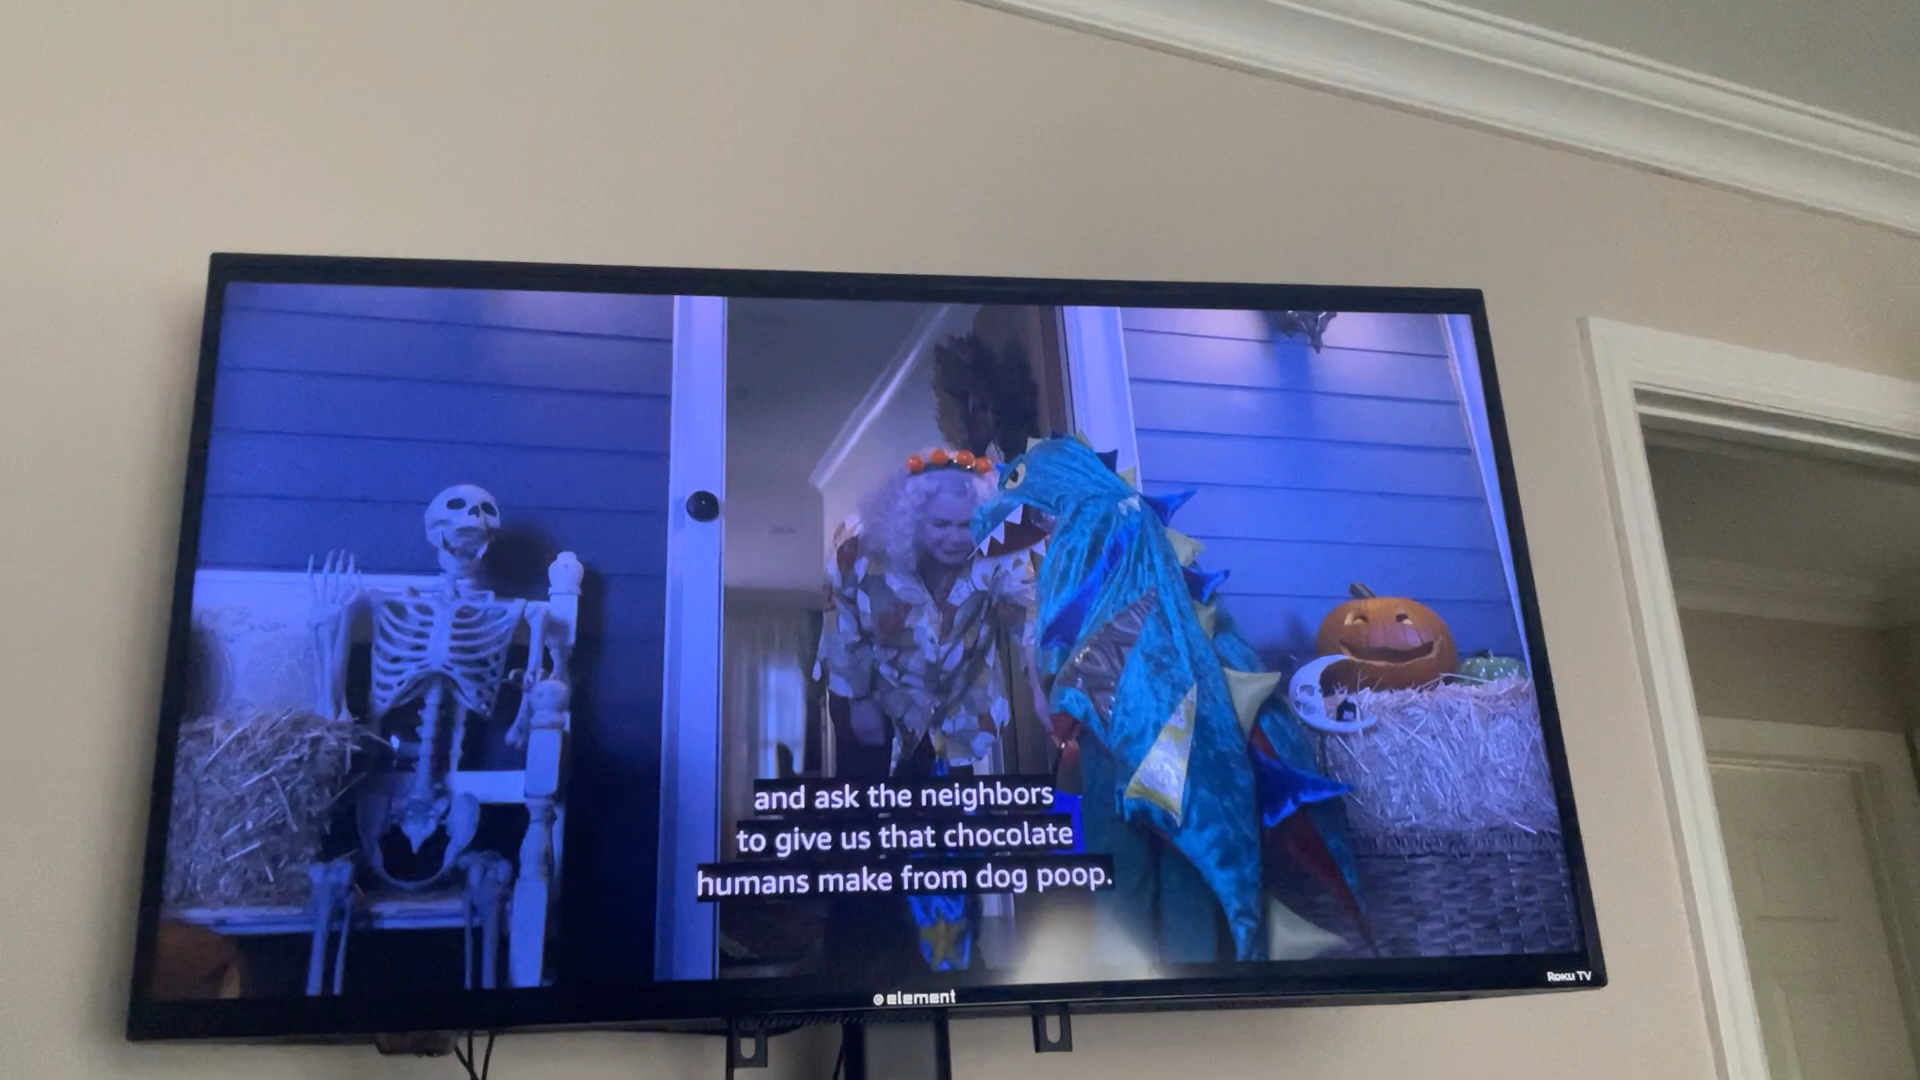 and ask the neighbors
to give us that chocolate
humans make from dog poop.
element
Roku TV